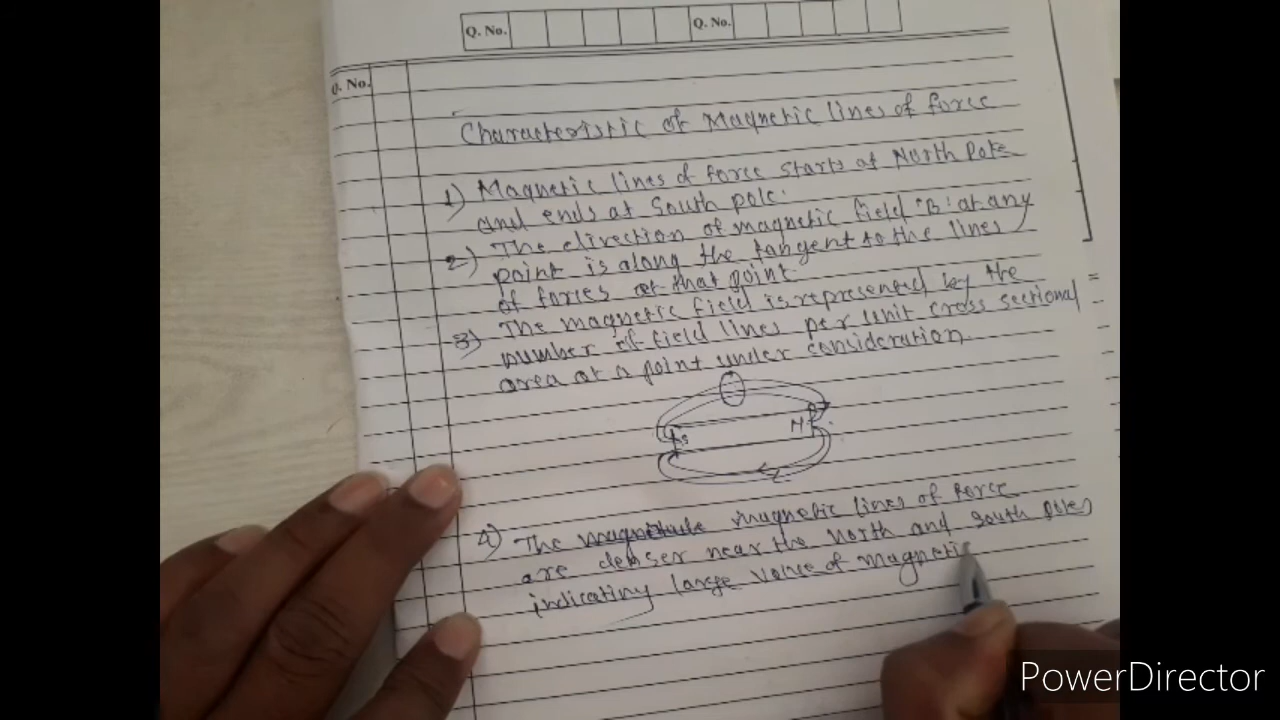 Q. No. Q. No.
Q. No.
Characteristic of Magnetic lines of force
1) Magnetic lines of force starts at North Pole
and ends at South pole.
2) The direction of magnetic field 'B' at any
point is along the tangent to the lines
of forces at that point.
3) The magnetic field is represented by the
number of field lines per unit cross sectional
area at a point under consideration.
S N
4) The magnetic lines of force
are denser near the North and South poles
indicating large value of magnetic
PowerDirector